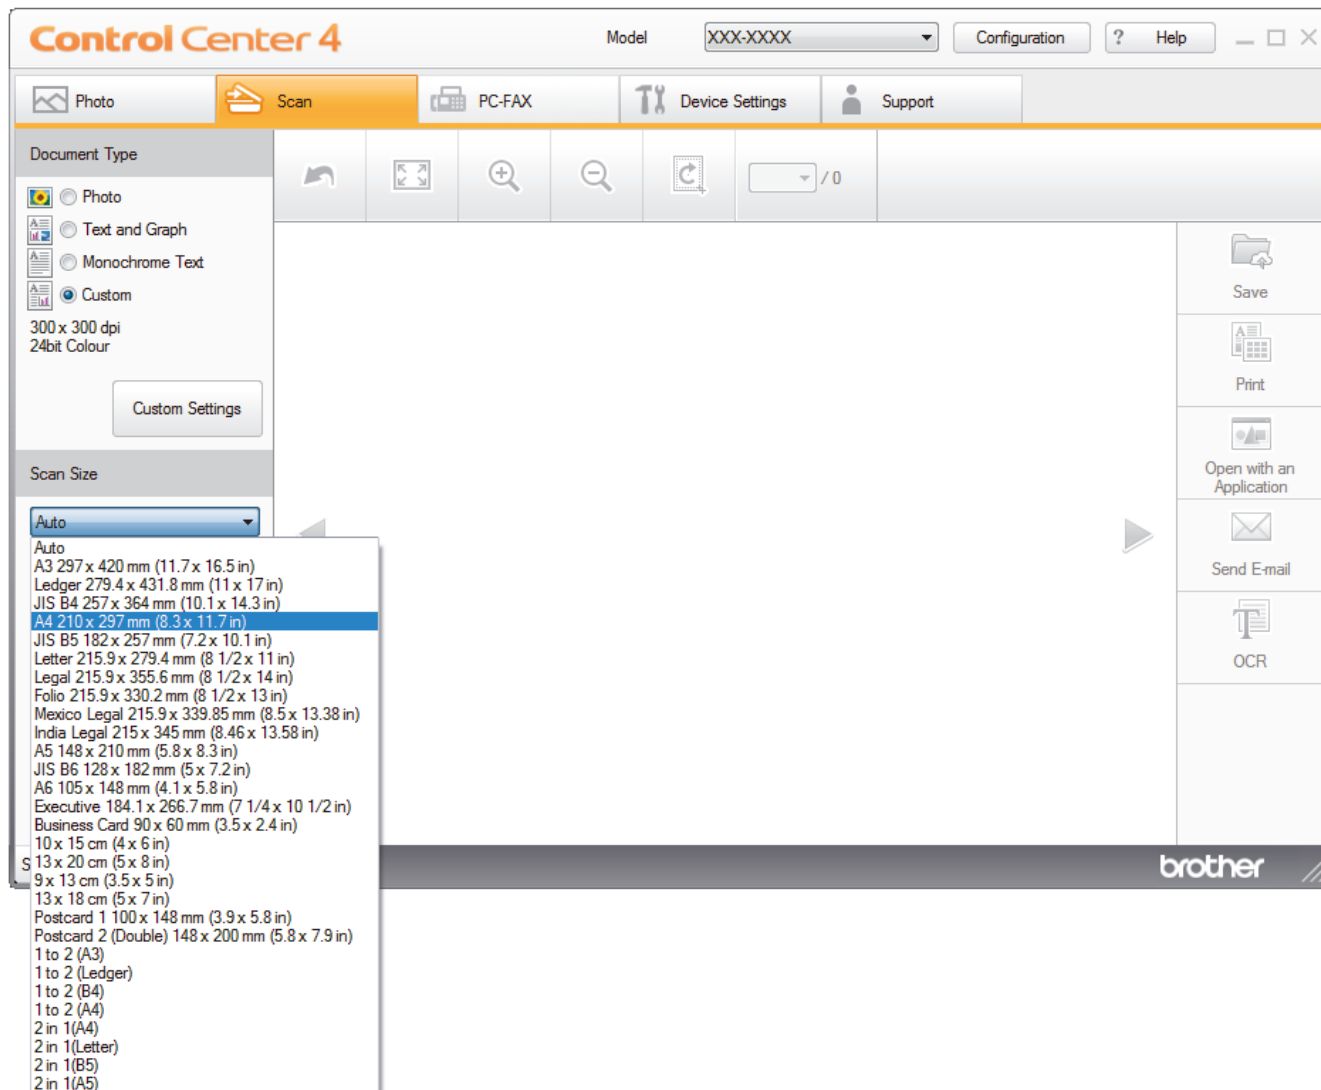 Control Center 4
Model
XXX-XXXX
Configuration
? Help
Photo
Scan
PC-FAX
Device Settings
Support
Document Type
Photo
Text and Graph
Monochrome Text
Custom
300 x 300 dpi
24bit Colour
Custom Settings
Scan Size
Auto
/ 0
Auto
A3 297 x 420 mm (11.7 x 16.5 in)
Ledger 279.4 x 431.8 mm (11 x 17 in)
JIS B4 257 x 364 mm (10.1 x 14.3 in)
A4 210 x 297 mm (8.3 x 11.7 in)
JIS B5 182 x 257 mm (7.2 x 10.1 in)
Letter 215.9 x 279.4 mm (8 1/2 x 11 in)
Legal 215.9 x 355.6 mm (8 1/2 x 14 in)
Folio 215.9 x 330.2 mm (8 1/2 x 13 in)
Mexico Legal 215.9 x 339.85 mm (8.5 x 13.38 in)
India Legal 215 x 345 mm (8.46 x 13.58 in)
A5 148 x 210 mm (5.8 x 8.3 in)
JIS B6 128 x 182 mm (5 x 7.2 in)
A6 105 x 148 mm (4.1 x 5.8 in)
Executive 184.1 x 266.7 mm (7 1/4 x 10 1/2 in)
Business Card 90 x 60 mm (3.5 x 2.4 in)
10 x 15 cm (4 x 6 in)
13 x 20 cm (5 x 8 in)
9 x 13 cm (3.5 x 5 in)
13 x 18 cm (5 x 7 in)
Postcard 1 100 x 148 mm (3.9 x 5.8 in)
Postcard 2 (Double) 148 x 200 mm (5.8 x 7.9 in)
1 to 2 (A3)
1 to 2 (Ledger)
1 to 2 (B4)
1 to 2 (A4)
2 in 1(A4)
2 in 1(Letter)
2 in 1(B5)
2 in 1(A5)
Save
Print
Open with an
Application
Send E-mail
OCR
brother